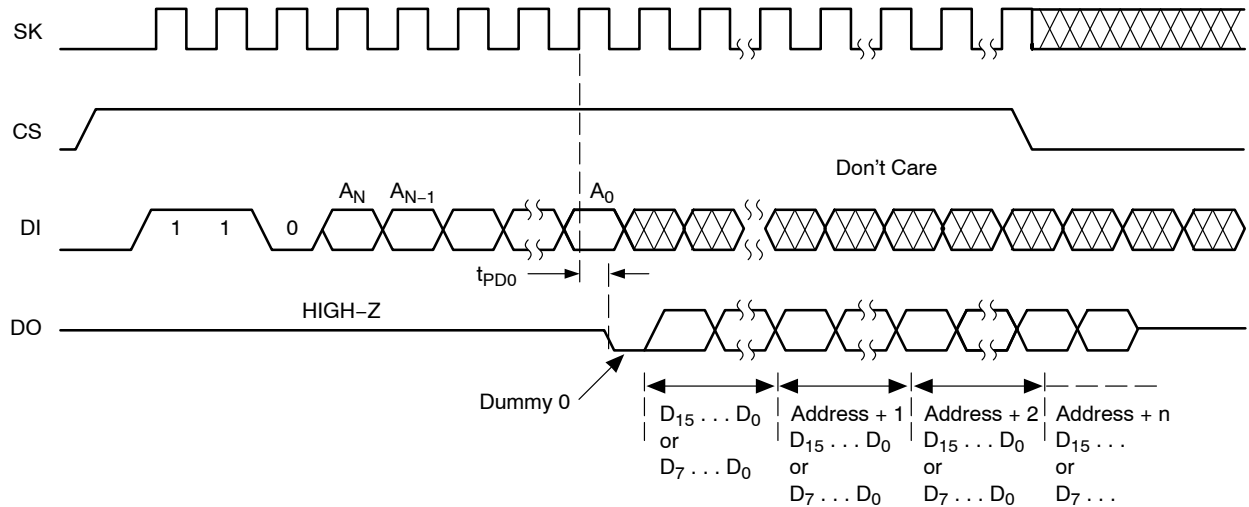 SK
CS
Don't Care
A_N A_N−1 A_0
DI 1 1 0
t_PD0
HIGH−Z
DO
Dummy 0
D_15 . . . D_0
or
D_7 . . . D_0
Address + 1
D_15 . . . D_0
or
D_7 . . . D_0
Address + 2
D_15 . . . D_0
or
D_7 . . . D_0
Address + n
D_15 . . .
or
D_7 . . .